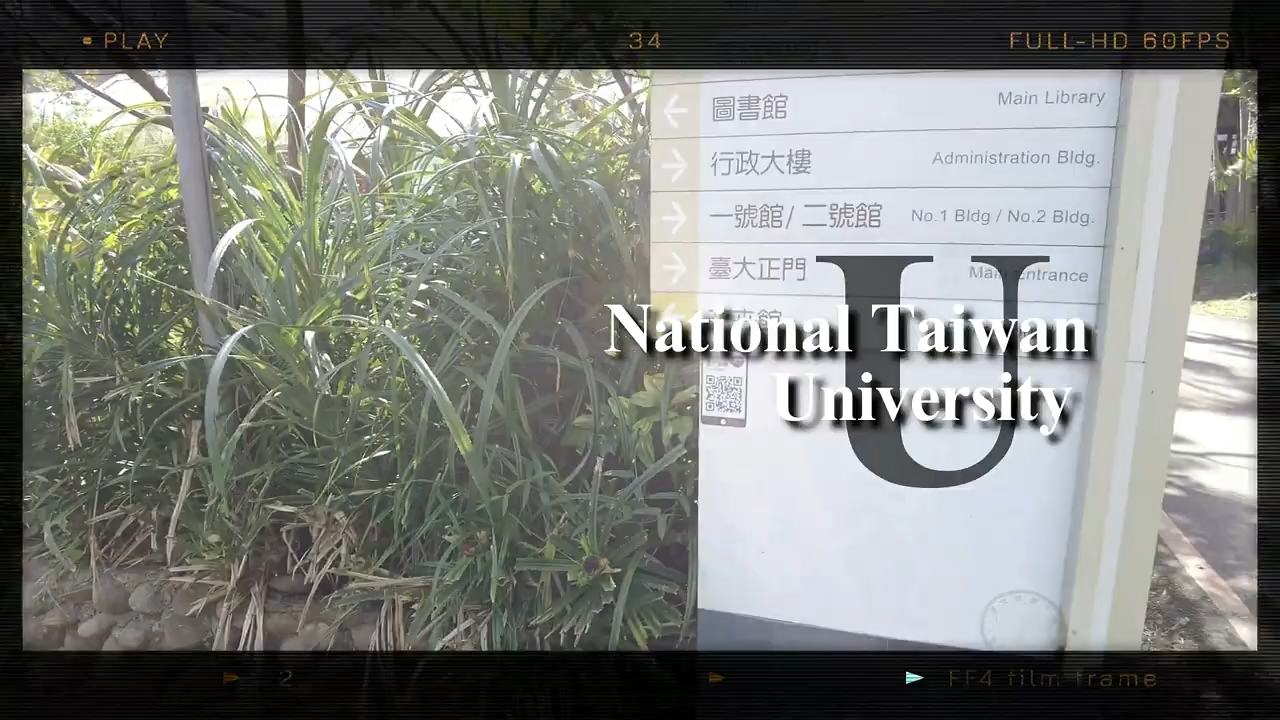 PLAY
34
FULL-HD 60FPS
圖書館 Main Library
行政大樓 Administration Bldg.
一號館/ 二號館 No.1 Bldg / No.2 Bldg.
臺大正門 Main Entrance
National Taiwan
University
U
2
FF4 film frame